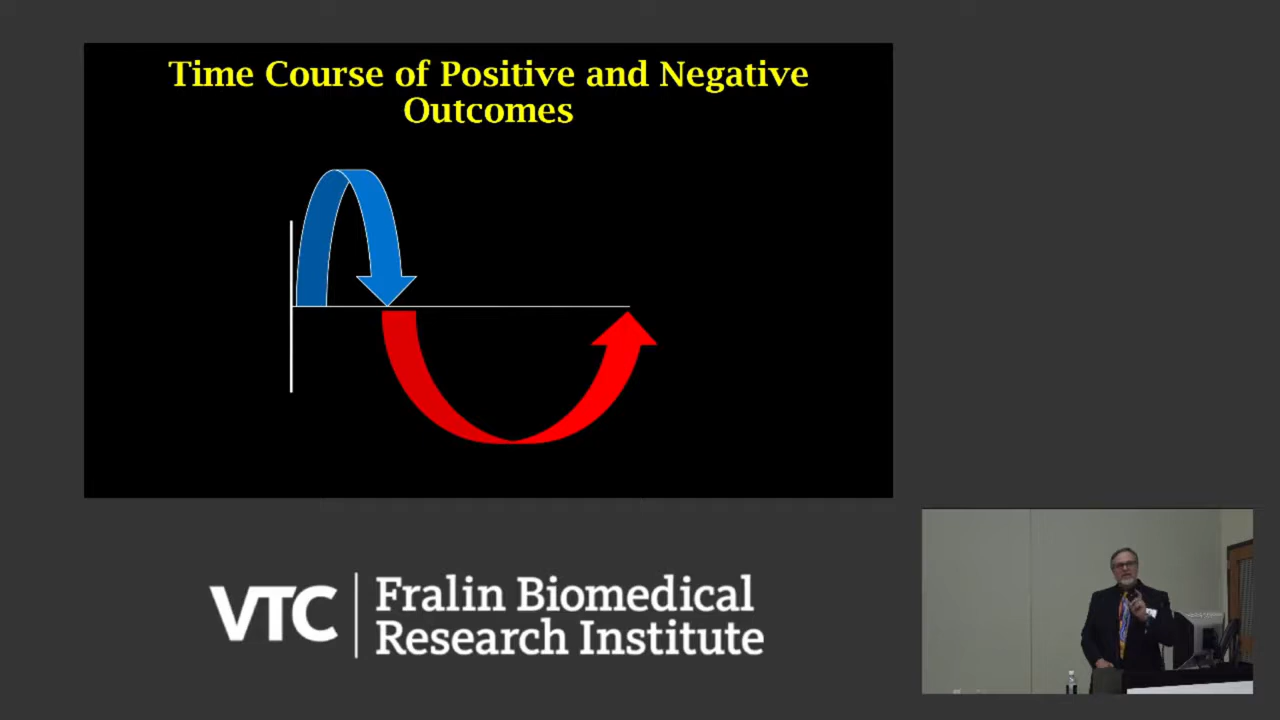 Time Course of Positive and Negative
Outcomes
VTC
Fralin Biomedical
Research Institute